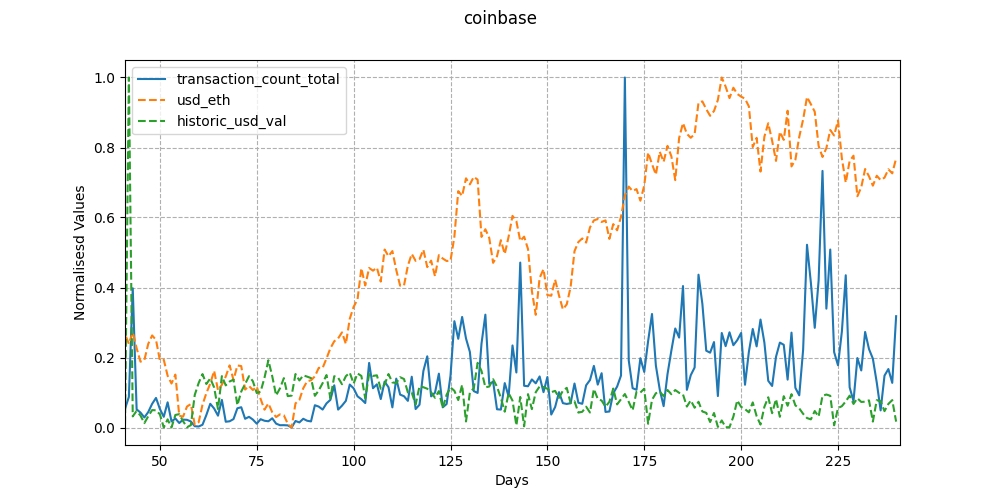 coinbase
transaction_count_total
usd_eth
historic_usd_val
Normalisesd Values
1.0
0.8
0.6
0.4
0.2
0.0
50 75 100 125 150 175 200 225
Days